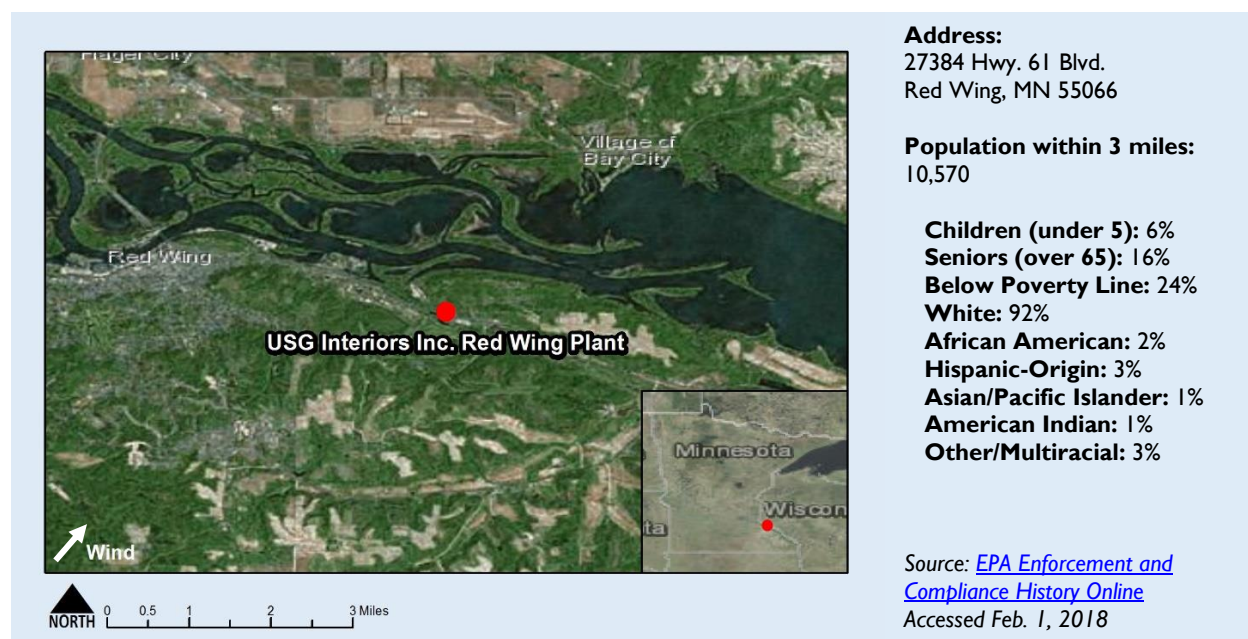 Hager City
Village of
Bay City
Red Wing
USG Interiors Inc. Red Wing Plant
Minnesota
Wiscon
ta
Wind
NORTH
0 0.5 1 2 3 Miles
Address:
27384 Hwy. 61 Blvd.
Red Wing, MN 55066
Population within 3 miles:
10,570
Children (under 5): 6%
Seniors (over 65): 16%
Below Poverty Line: 24%
White: 92%
African American: 2%
Hispanic-Origin: 3%
Asian/Pacific Islander: 1%
American Indian: 1%
Other/Multiracial: 3%
Source: EPA Enforcement and
Compliance History Online
Accessed Feb. 1, 2018